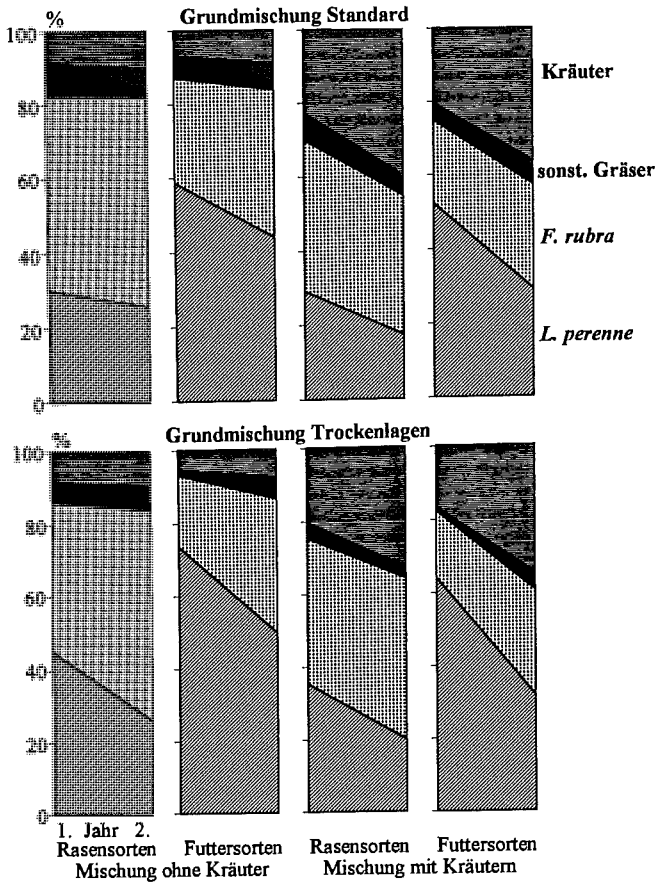 %
Grundmischung Standard
100
80
60
40
20
0
Kräuter
sonst. Gräser
F. rubra
L. perenne
%
Grundmischung Trockenlagen
100
80
60
40
20
0
1. Jahr 2.
Rasensorten Futtersorten Rasensorten Futtersorten
Mischung ohne Kräuter Mischung mit Kräutern